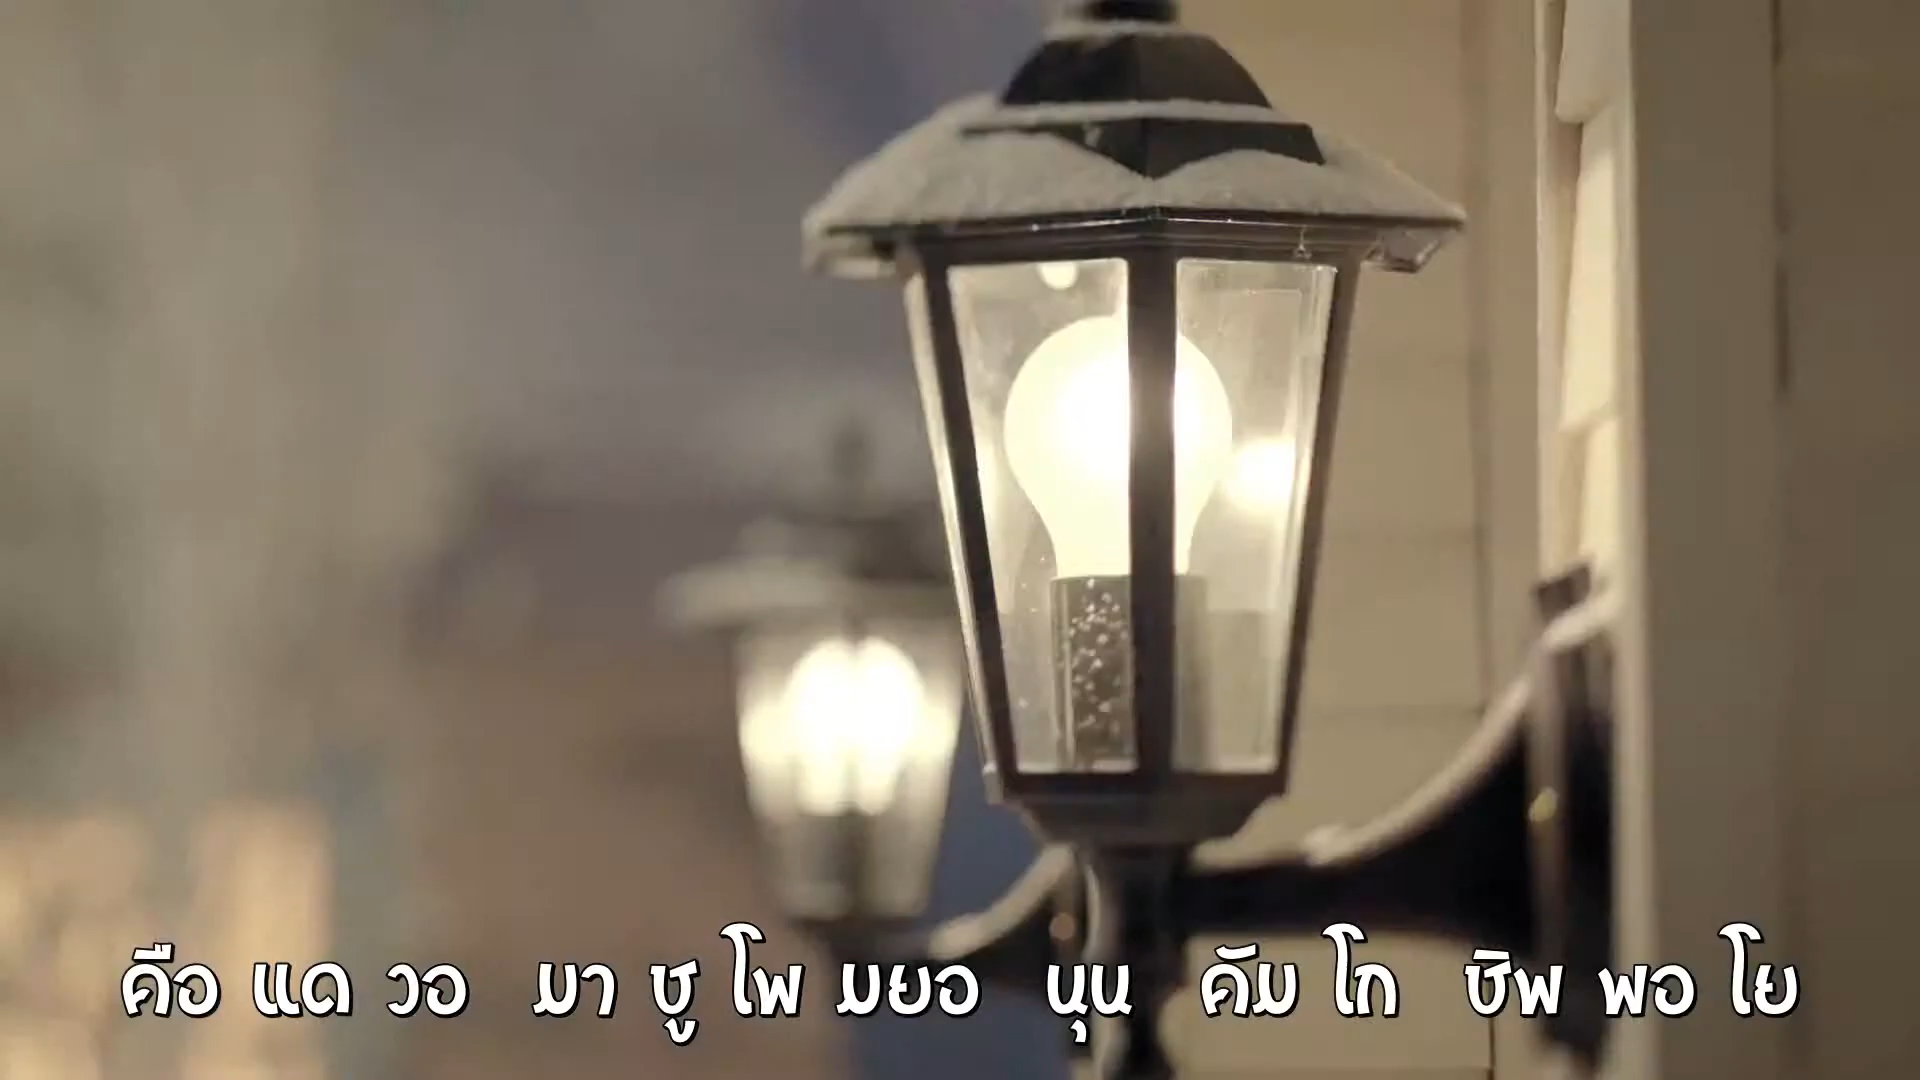 คือ แด วอ มา ชู โพ มยอ นุน คัม โก ชิพ พอ โย